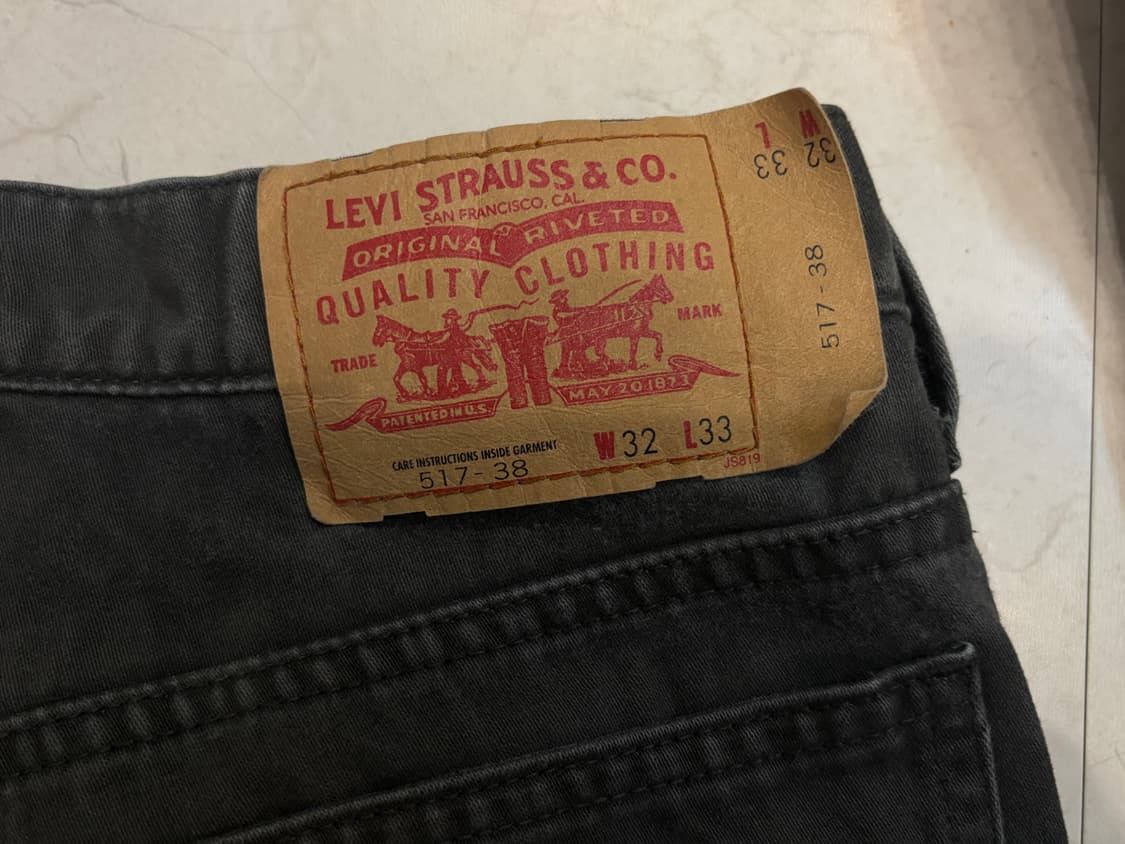 LEVI STRAUSS & CO.
SAN FRANCISCO, CAL.
ORIGINAL RIVETED
QUALITY CLOTHING
TRADE MARK
PATENTED IN U.S. MAY 20.1873
CARE INSTRUCTIONS INSIDE GARMENT
517-38
W32 L33
JS819
W L
32 33
517-38